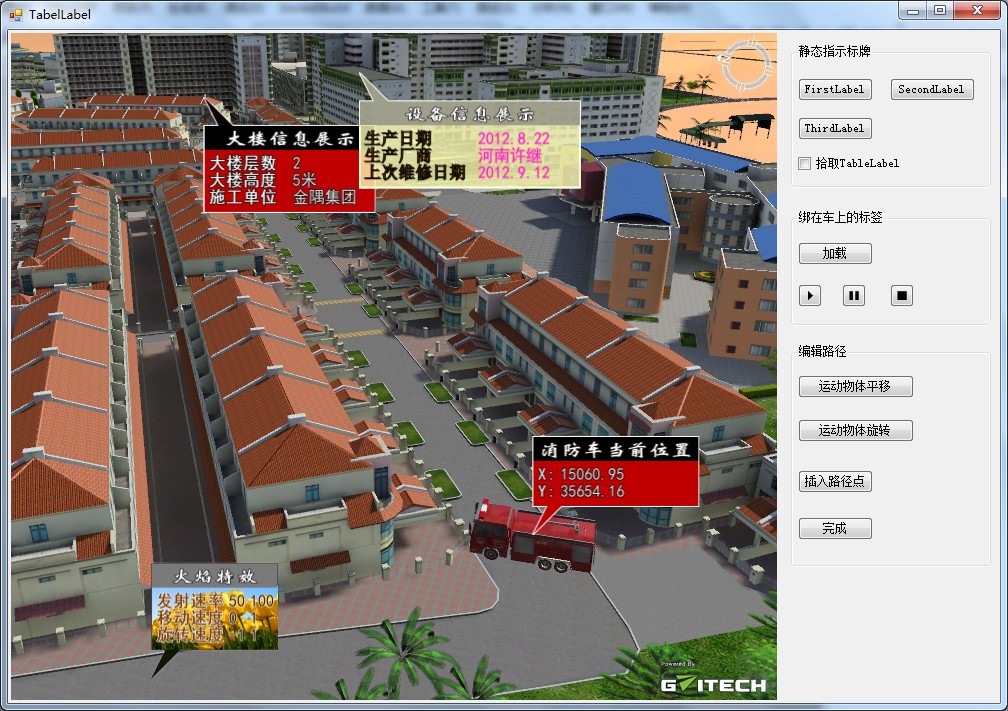 TabelLabel
设备信息展示
生产日期 2012.8.22
生产厂商 河南许继
上次维修日期 2012.9.12
大楼信息展示
大楼层数 2
大楼高度 5米
施工单位 金隅集团
消防车当前位置
X: 15060.95
Y: 35654.16
火焰特效
发射速率 50 100
移动速度 0
旋转速度
Powered By
GVITECH
静态指示标牌
FirstLabel
SecondLabel
ThirdLabel
拾取TableLabel
绑在车上的标签
加载
编辑路径
运动物体平移
运动物体旋转
插入路径点
完成